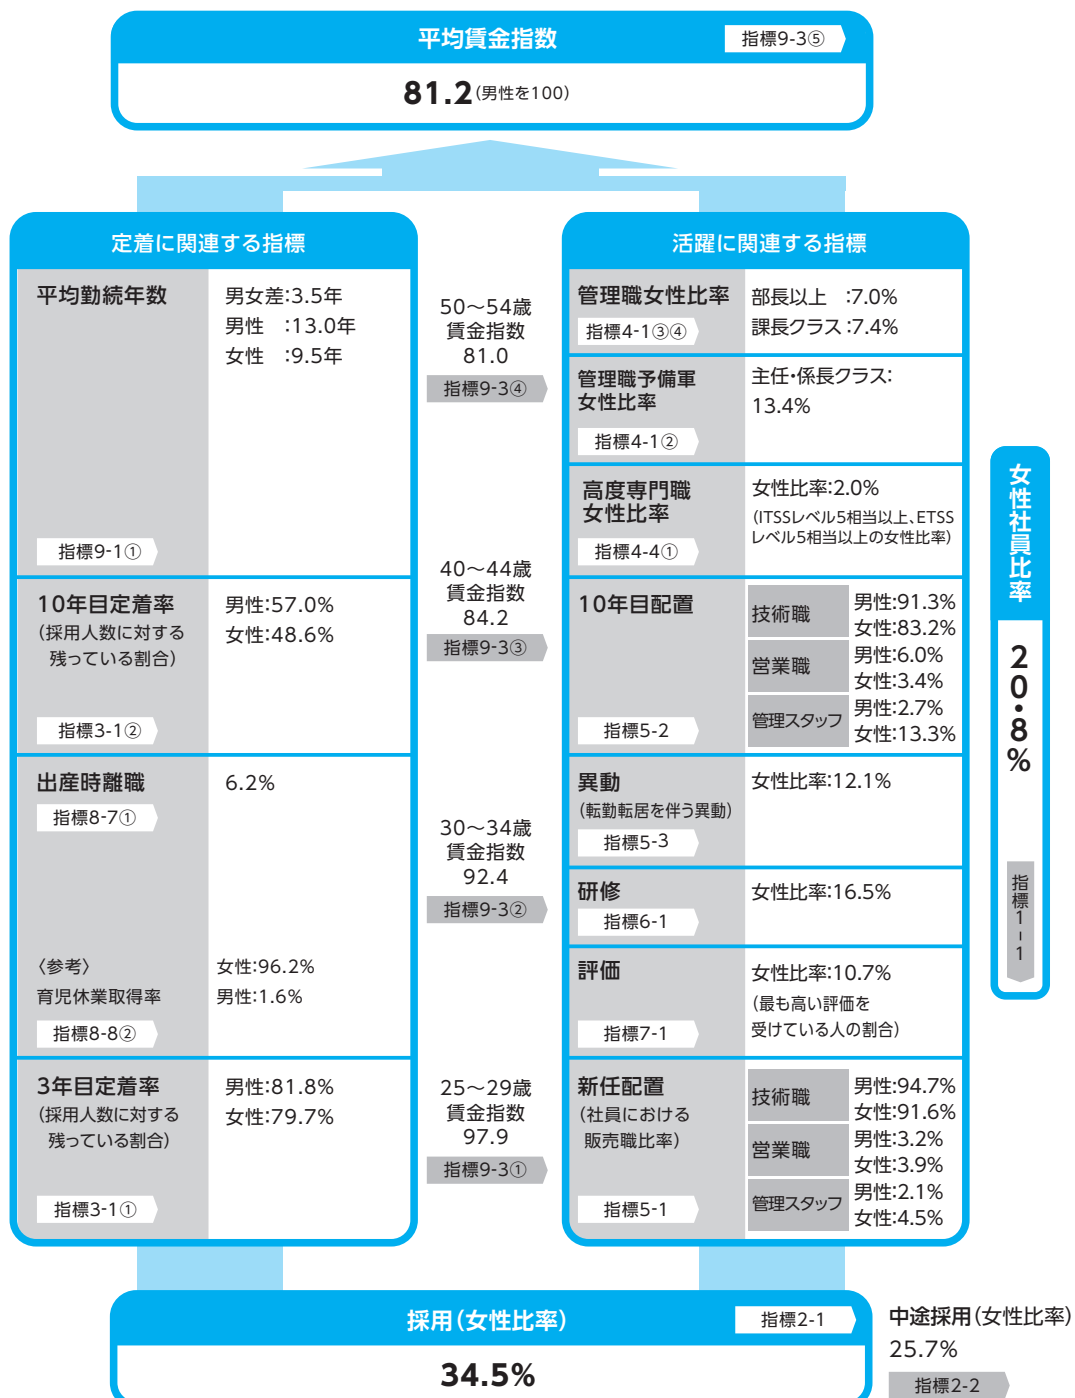 平均賃金指数
指標9-3⑤
81.2(男性を100)
定着に関連する指標
平均勤続年数
男女差:3.5年
男性　:13.0年
女性　:9.5年
指標9-1①
10年目定着率
(採用人数に対する
残っている割合)
男性:57.0%
女性:48.6%
指標3-1②
出産時離職
6.2%
指標8-7①
〈参考〉
育児休業取得率
女性:96.2%
男性:1.6%
指標8-8②
3年目定着率
(採用人数に対する
残っている割合)
男性:81.8%
女性:79.7%
指標3-1①
50〜54歳
賃金指数
81.0
指標9-3④
40〜44歳
賃金指数
84.2
指標9-3③
30〜34歳
賃金指数
92.4
指標9-3②
25〜29歳
賃金指数
97.9
指標9-3①
活躍に関連する指標
管理職女性比率
指標4-1③④
部長以上　:7.0%
課長クラス:7.4%
管理職予備軍
女性比率
指標4-1②
主任・係長クラス:
13.4%
高度専門職
女性比率
指標4-4①
女性比率:2.0%
(ITSSレベル5相当以上、ETSS
レベル5相当以上の女性比率)
10年目配置
指標5-2
技術職
男性:91.3%
女性:83.2%
営業職
男性:6.0%
女性:3.4%
管理スタッフ
男性:2.7%
女性:13.3%
異動
(転勤転居を伴う異動)
指標5-3
女性比率:12.1%
研修
指標6-1
女性比率:16.5%
評価
指標7-1
女性比率:10.7%
(最も高い評価を
受けている人の割合)
新任配置
(社員における
販売職比率)
指標5-1
技術職
男性:94.7%
女性:91.6%
営業職
男性:3.2%
女性:3.9%
管理スタッフ
男性:2.1%
女性:4.5%
女性社員比率
20・8%
指標1-1
採用(女性比率)
指標2-1
34.5%
中途採用(女性比率)
25.7%
指標2-2